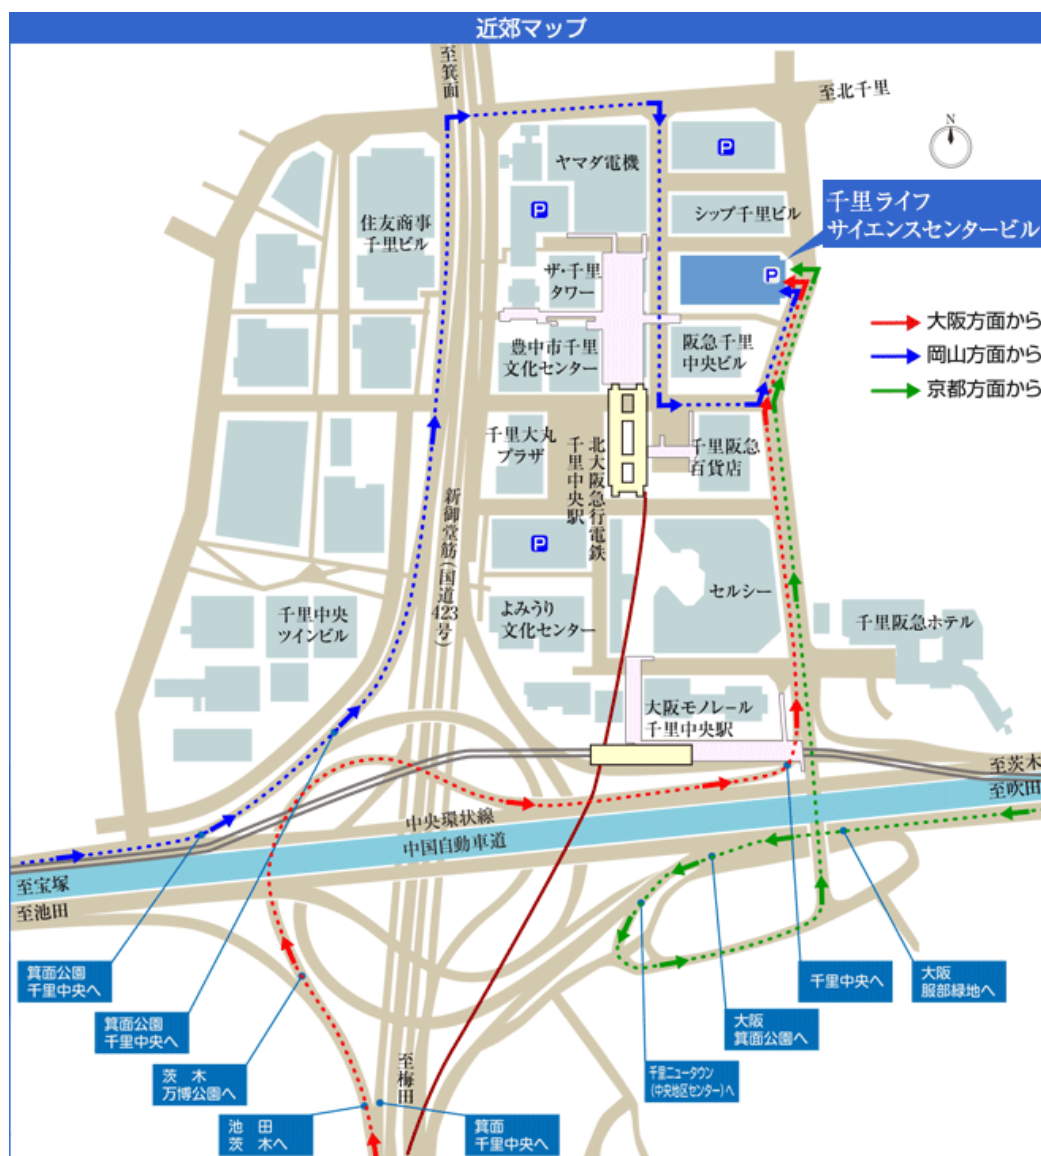 近郊マップ
至箕面
至北千里
N
ヤマダ電機
P
住友商事
千里ビル
P
シップ千里ビル
千里ライフ
サイエンスセンタービル
ザ・千里
タワー
P
大阪方面から
岡山方面から
京都方面から
豊中市千里
文化センター
阪急千里
中央ビル
千里大丸
プラザ
北大阪急行電鉄
千里中央駅
千里阪急
百貨店
新御堂筋(国道423号)
P
セルシー
千里中央
ツインビル
よみうり
文化センター
千里阪急ホテル
大阪モノレール
千里中央駅
至茨木
至吹田
中央環状線
中国自動車道
至宝塚
至池田
箕面公園
千里中央へ
箕面公園
千里中央へ
茨 木
万博公園へ
池 田
茨 木へ
至梅田
箕面
千里中央へ
千里ニュータウン
(中央地区センター)へ
大阪
箕面公園へ
千里中央へ
大阪
服部緑地へ